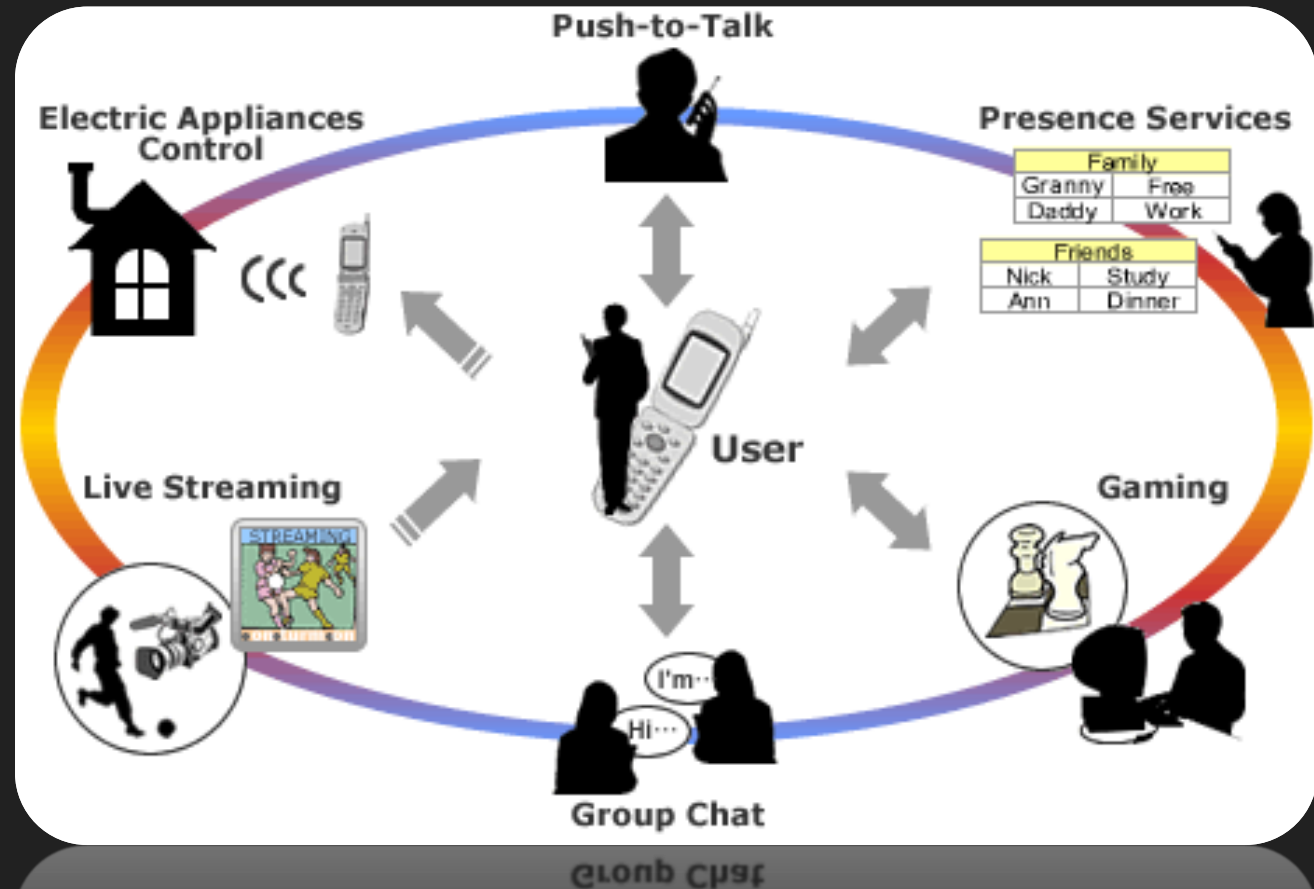 Push-to-Talk
Electric Appliances
Control
Presence Services
Family
Granny Free
Daddy Work
Friends
Nick Study
Ann Dinner
User
Live Streaming
STREAMING
Gaming
I'm··
Hi···
Group Chat
Group Chat